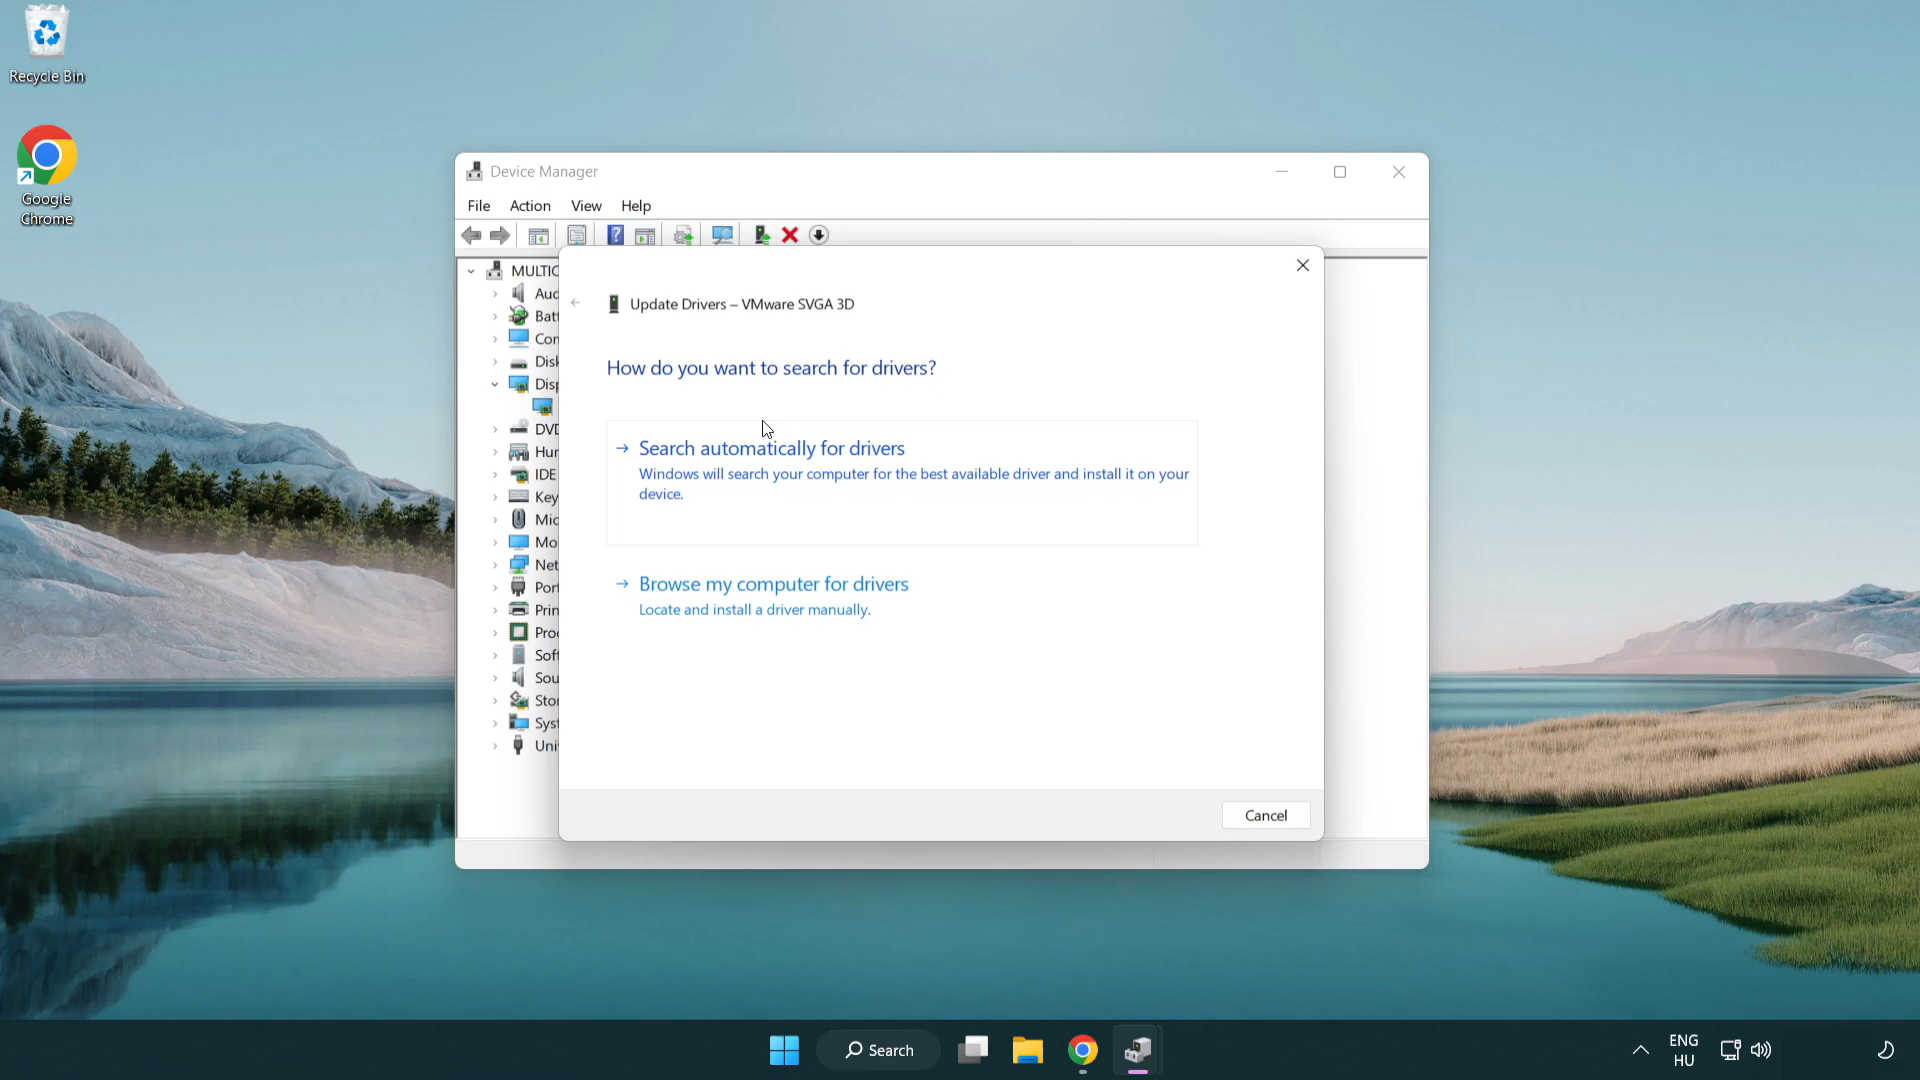 Recycle Bin
Google
Chrome
Device Manager
File Action View Help
MULTIC
Aud
Batt
Con
Disk
Disp
DVD
Hur
IDE
Key
Mic
Mo
Net
Port
Prin
Proc
Soft
Sou
Stor
Syst
Uni
Update Drivers – VMware SVGA 3D
How do you want to search for drivers?
Search automatically for drivers
Windows will search your computer for the best available driver and install it on your
device.
Browse my computer for drivers
Locate and install a driver manually.
Cancel
Search
ENG
HU